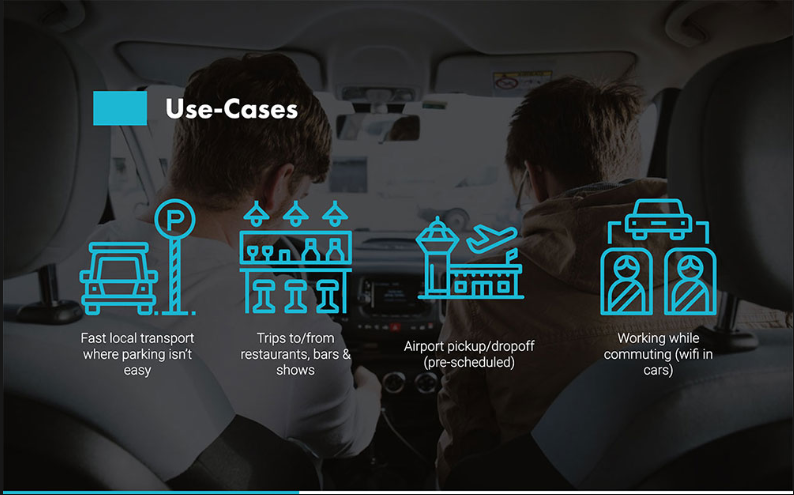 Use-Cases
P
Fast local transport
where parking isn't
easy
Trips to/from
restaurants, bars &
shows
Airport pickup/dropoff
(pre-scheduled)
Working while
commuting (wifi in
cars)